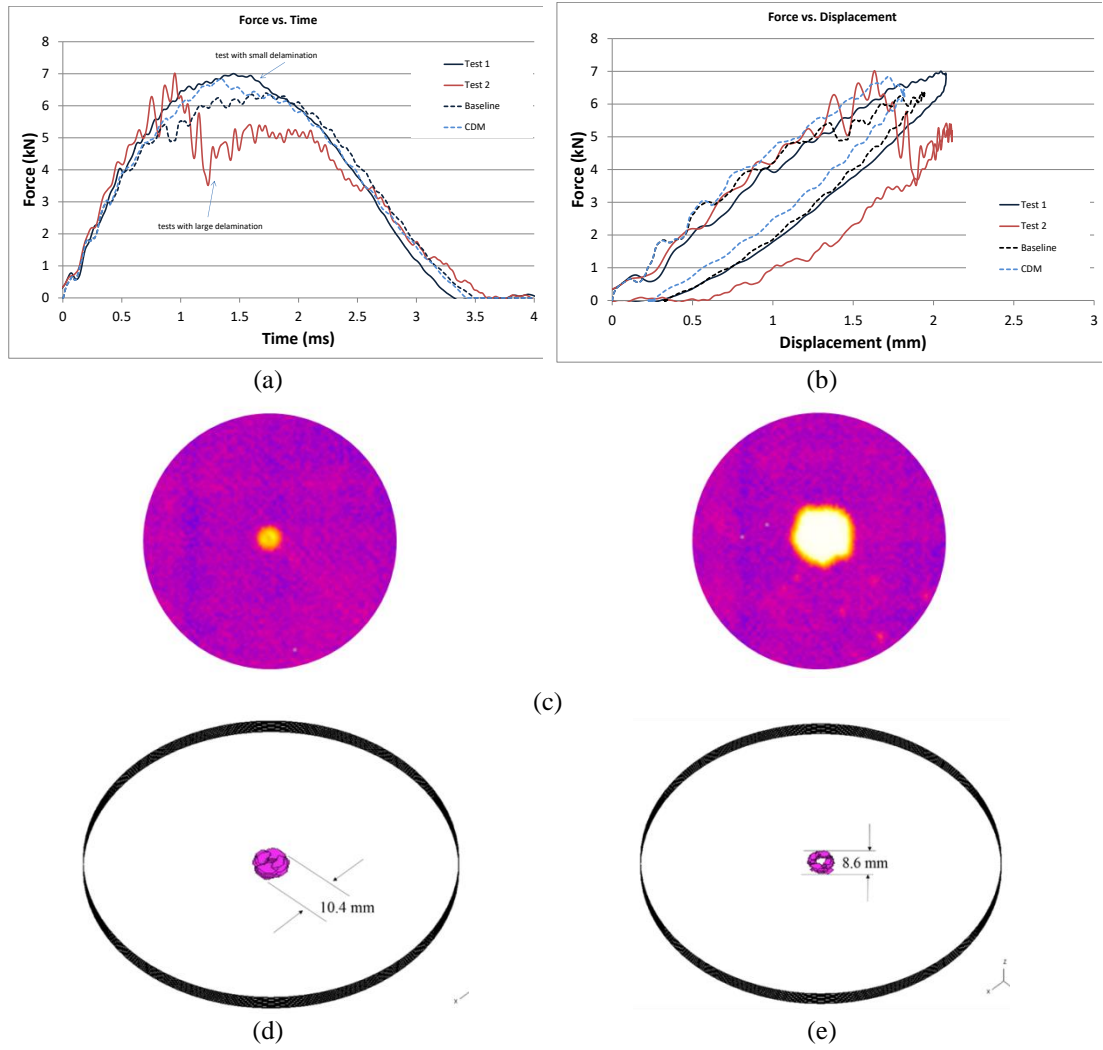 Force vs. Time
8
7
6
5
4
3
2
1
0
Force (kN)
0
0.5
1
1.5
2
2.5
3
3.5
4
Time (ms)
test with small delamination
tests with large delamination
Test 1
Test 2
Baseline
CDM
(a)
Force vs. Displacement
8
7
6
5
4
3
2
1
0
Force (kN)
0
0.5
1
1.5
2
2.5
3
Displacement (mm)
Test 1
Test 2
Baseline
CDM
(b)
(c)
10.4 mm
x
(d)
8.6 mm
z
x
(e)